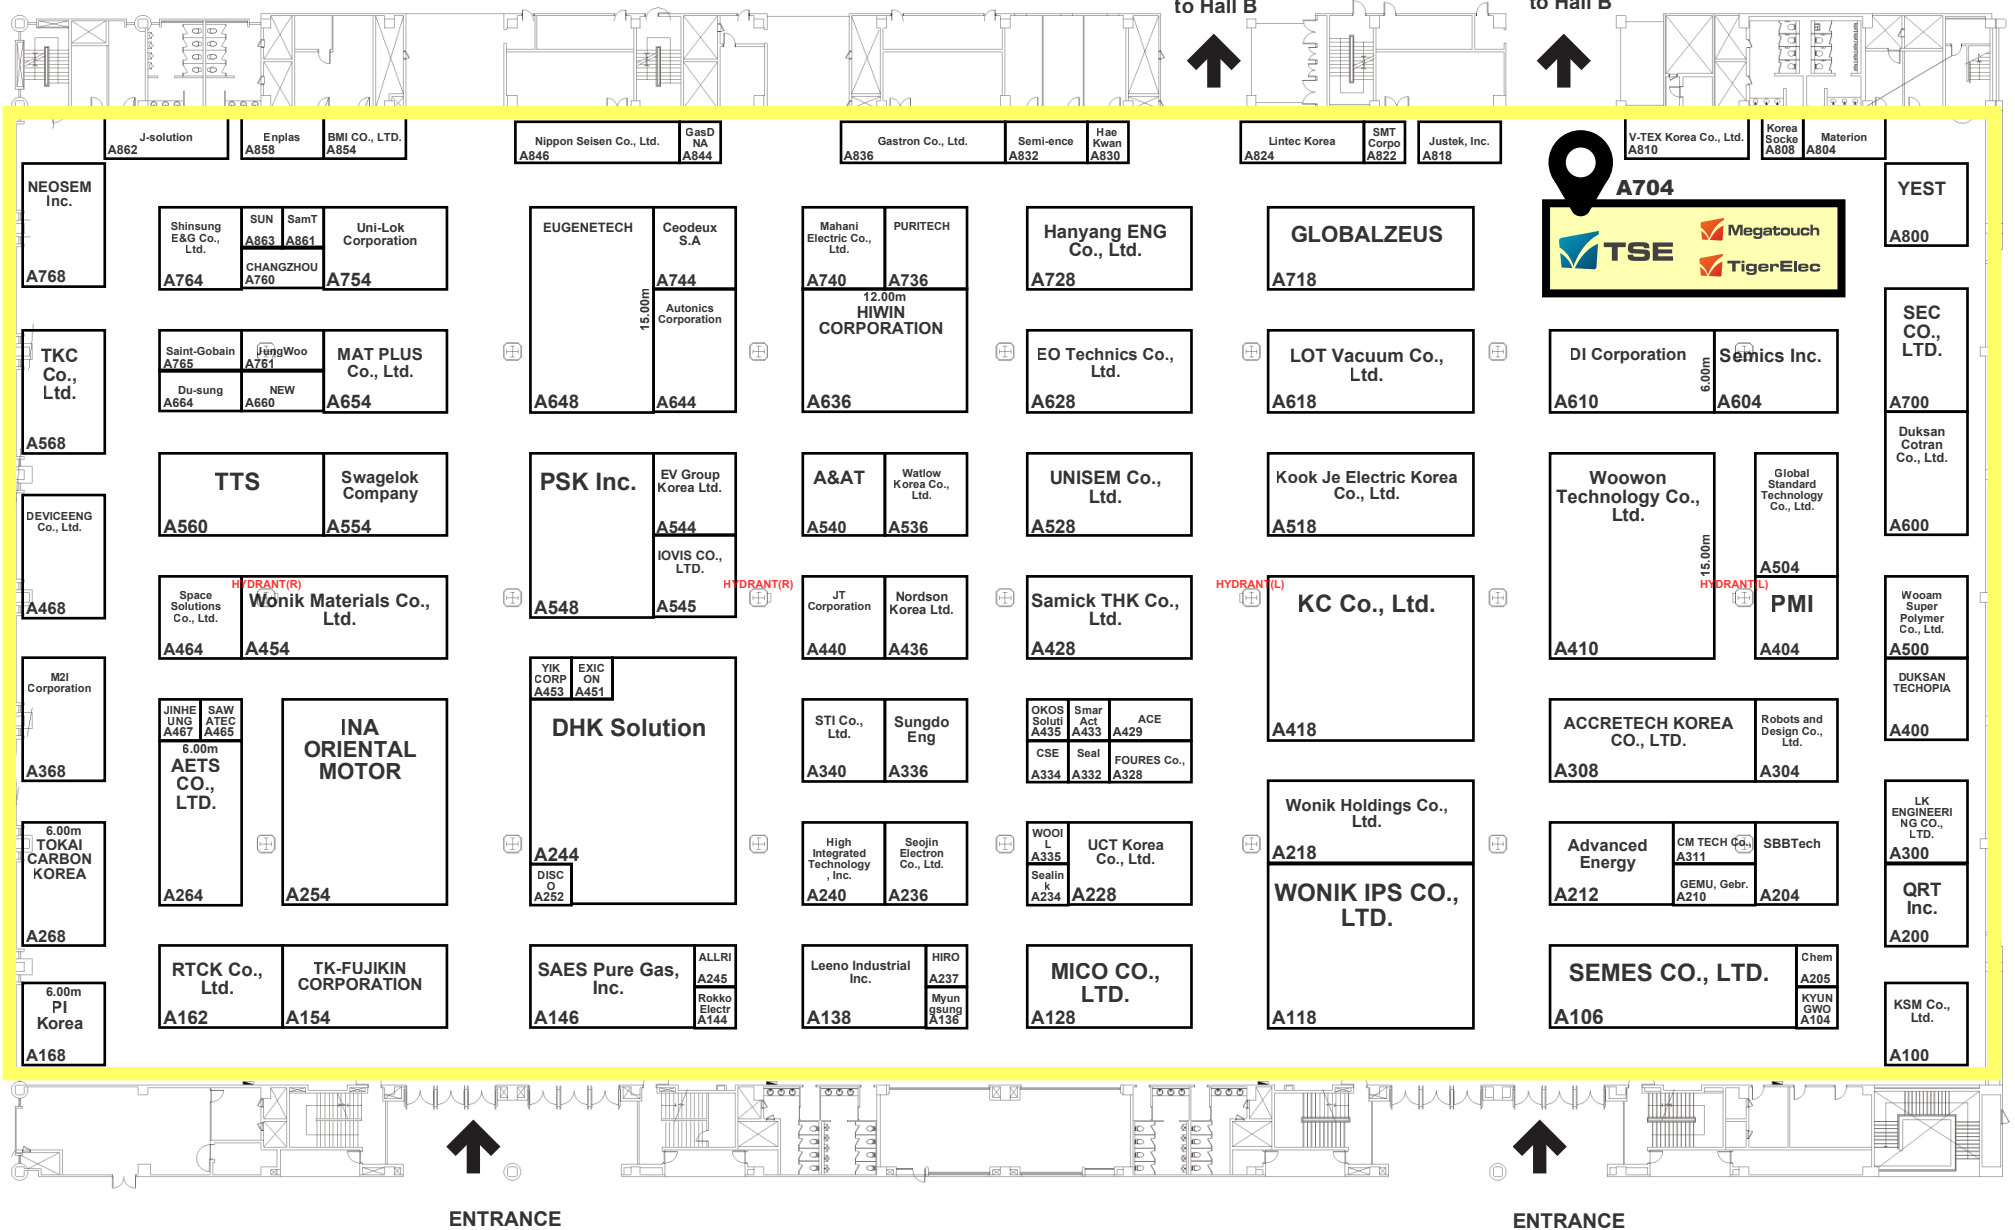 to Hall B
to Hall B
J-solution
A862
Enplas
A858
BMI CO., LTD.
A854
Nippon Seisen Co., Ltd.
A846
GasD
NA
A844
Gastron Co., Ltd.
A836
Semi-ence
A832
Hae
Kwan
A830
Lintec Korea
A824
SMT
Corpo
A822
Justek, Inc.
A818
V-TEX Korea Co., Ltd.
A810
Korea
Socke
A808
Materion
A804
NEOSEM
Inc.
A768
Shinsung
E&G Co.,
Ltd.
A764
SUN
A863
SamT
A861
CHANGZHOU
A760
Uni-Lok
Corporation
A754
EUGENETECH
15.00m
A648
Ceodeux
S.A
A744
Autonics
Corporation
A644
Mahani
Electric Co.,
Ltd.
A740
PURITECH
A736
12.00m
HIWIN
CORPORATION
A636
Hanyang ENG
Co., Ltd.
A728
GLOBALZEUS
A718
A704
TSE
Megatouch
TigerElec
YEST
A800
TKC
Co.,
Ltd.
A568
Saint-Gobain
A765
JungWoo
A761
Du-sung
A664
NEW
A660
MAT PLUS
Co., Ltd.
A654
EO Technics Co.,
Ltd.
A628
LOT Vacuum Co.,
Ltd.
A618
DI Corporation
6.00m
A610
Semics Inc.
A604
SEC
CO.,
LTD.
A700
Duksan
Cotran
Co., Ltd.
A600
DEVICEENG
Co., Ltd.
A468
TTS
A560
Swagelok
Company
A554
PSK Inc.
A548
EV Group
Korea Ltd.
A544
IOVIS CO.,
LTD.
A545
A&AT
A540
Watlow
Korea Co.,
Ltd.
A536
UNISEM Co.,
Ltd.
A528
Kook Je Electric Korea
Co., Ltd.
A518
Woowon
Technology Co.,
Ltd.
15.00m
A410
Global
Standard
Technology
Co., Ltd.
A504
HYDRANT(R)
HYDRANT(R)
HYDRANT(L)
HYDRANT(L)
Space
Solutions
Co., Ltd.
A464
Wonik Materials Co.,
Ltd.
A454
JT
Corporation
A440
Nordson
Korea Ltd.
A436
Samick THK Co.,
Ltd.
A428
KC Co., Ltd.
A418
PMI
A404
Wooam
Super
Polymer
Co., Ltd.
A500
M2I
Corporation
A368
JINHE
UNG
A467
SAW
ATEC
A465
6.00m
AETS
CO.,
LTD.
A264
INA
ORIENTAL
MOTOR
A254
YIK
CORP
A453
EXIC
ON
A451
DHK Solution
A244
DISC
O
A252
STI Co.,
Ltd.
A340
Sungdo
Eng
A336
OKOS
Soluti
A435
Smar
Act
A433
ACE
A429
CSE
A334
Seal
A332
FOURES Co.,
A328
ACCRETECH KOREA
CO., LTD.
A308
Robots and
Design Co.,
Ltd.
A304
DUKSAN
TECHOPIA
A400
6.00m
TOKAI
CARBON
KOREA
A268
High
Integrated
Technology
, Inc.
A240
Seojin
Electron
Co., Ltd.
A236
WOOI
L
A335
Sealin
k
A234
UCT Korea
Co., Ltd.
A228
Wonik Holdings Co.,
Ltd.
A218
WONIK IPS CO.,
LTD.
A118
Advanced
Energy
A212
CM TECH Co.,
A311
GEMU, Gebr.
A210
SBBTech
A204
LK
ENGINEERI
NG CO.,
LTD.
A300
QRT
Inc.
A200
6.00m
PI
Korea
A168
RTCK Co.,
Ltd.
A162
TK-FUJIKIN
CORPORATION
A154
SAES Pure Gas,
Inc.
A146
ALLRI
A245
Rokko
Electr
A144
Leeno Industrial
Inc.
A138
HIRO
A237
Myun
gsung
A136
MICO CO.,
LTD.
A128
SEMES CO., LTD.
A106
Chem
A205
KYUN
GWO
A104
KSM Co.,
Ltd.
A100
ENTRANCE
ENTRANCE